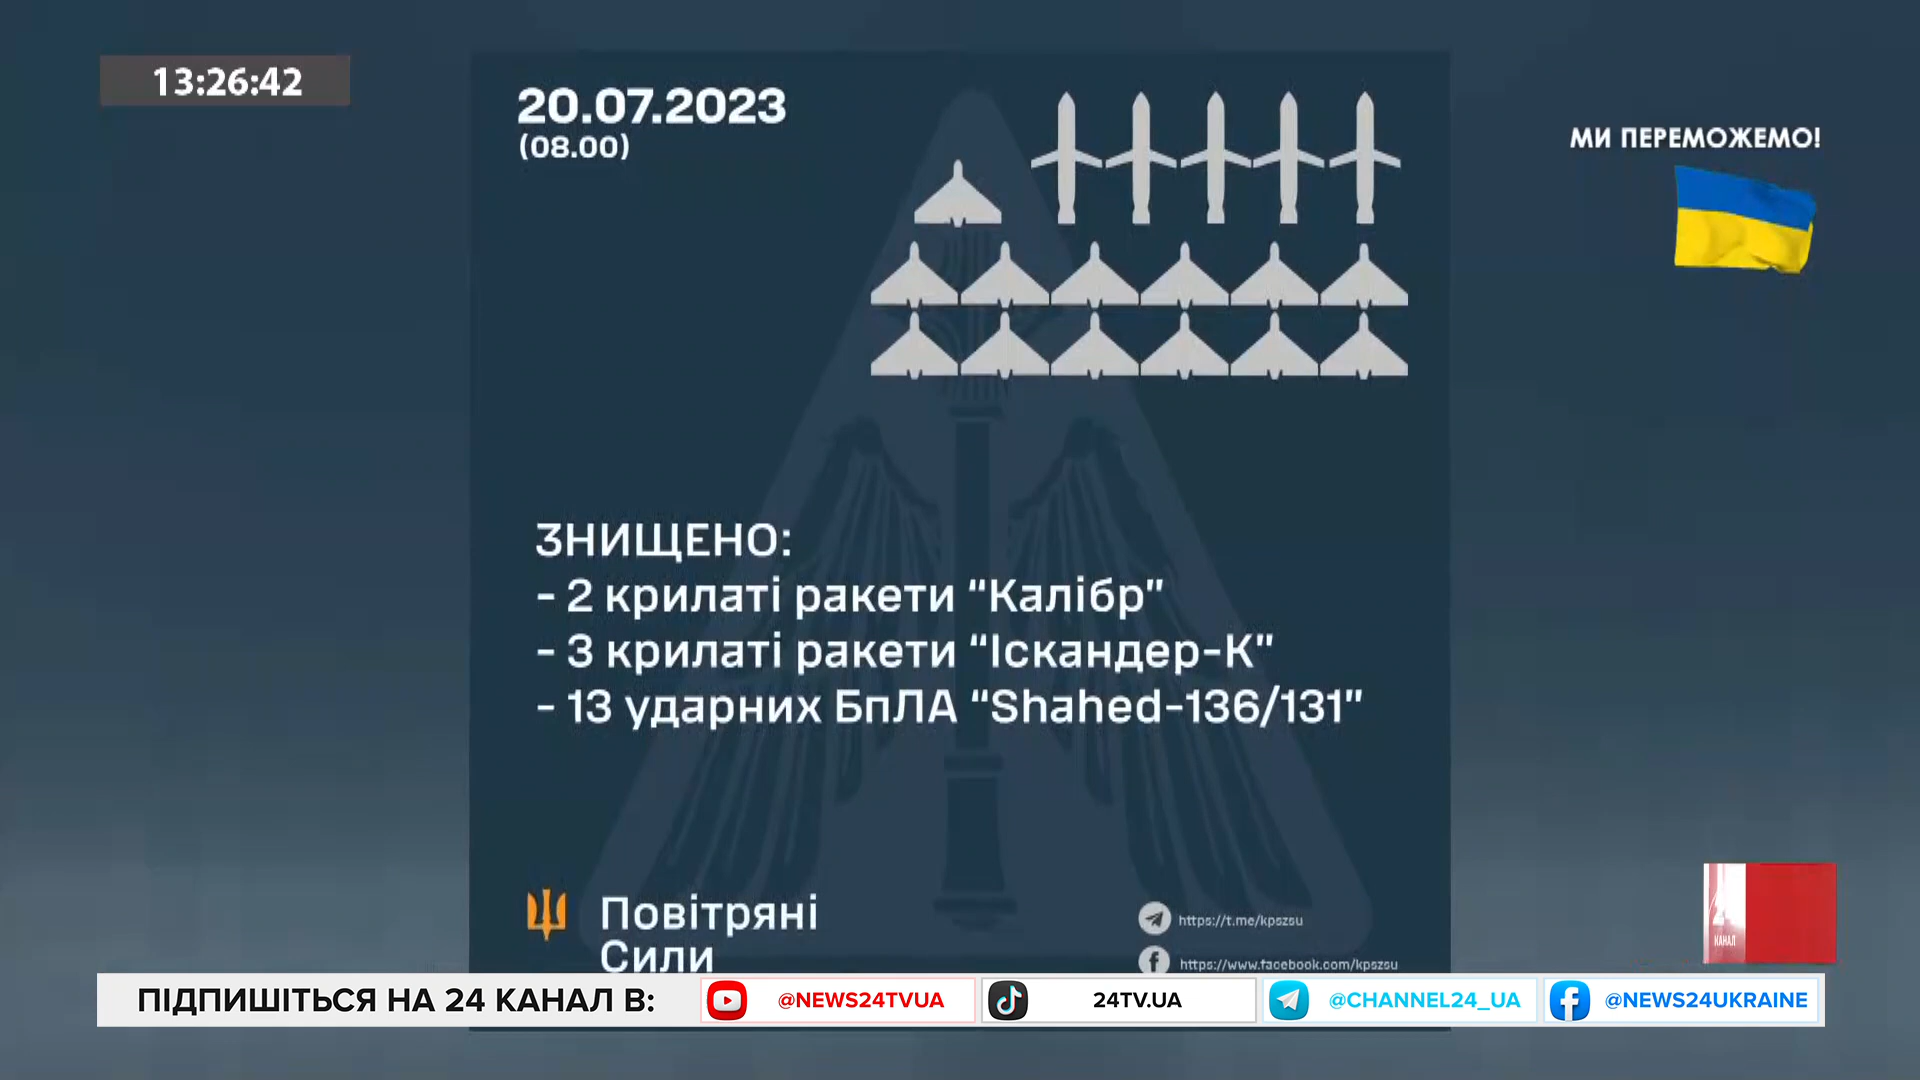 13:26:42
20.07.2023
(08.00)
МИ ПЕРЕМОЖЕМО!
ЗНИЩЕНО:
- 2 крилаті ракети “Калібр”
- 3 крилаті ракети “Іскандер-К”
- 13 ударних БпЛА “Shahed-136/131”
Повітряні
Сили
https://t.me/kpszsu
https://www.facebook.com/kpszsu
КАНАЛ
ПІДПИШІТЬСЯ НА 24 КАНАЛ В:
@NEWS24TVUA
24TV.UA
@CHANNEL24_UA
@NEWS24UKRAINE